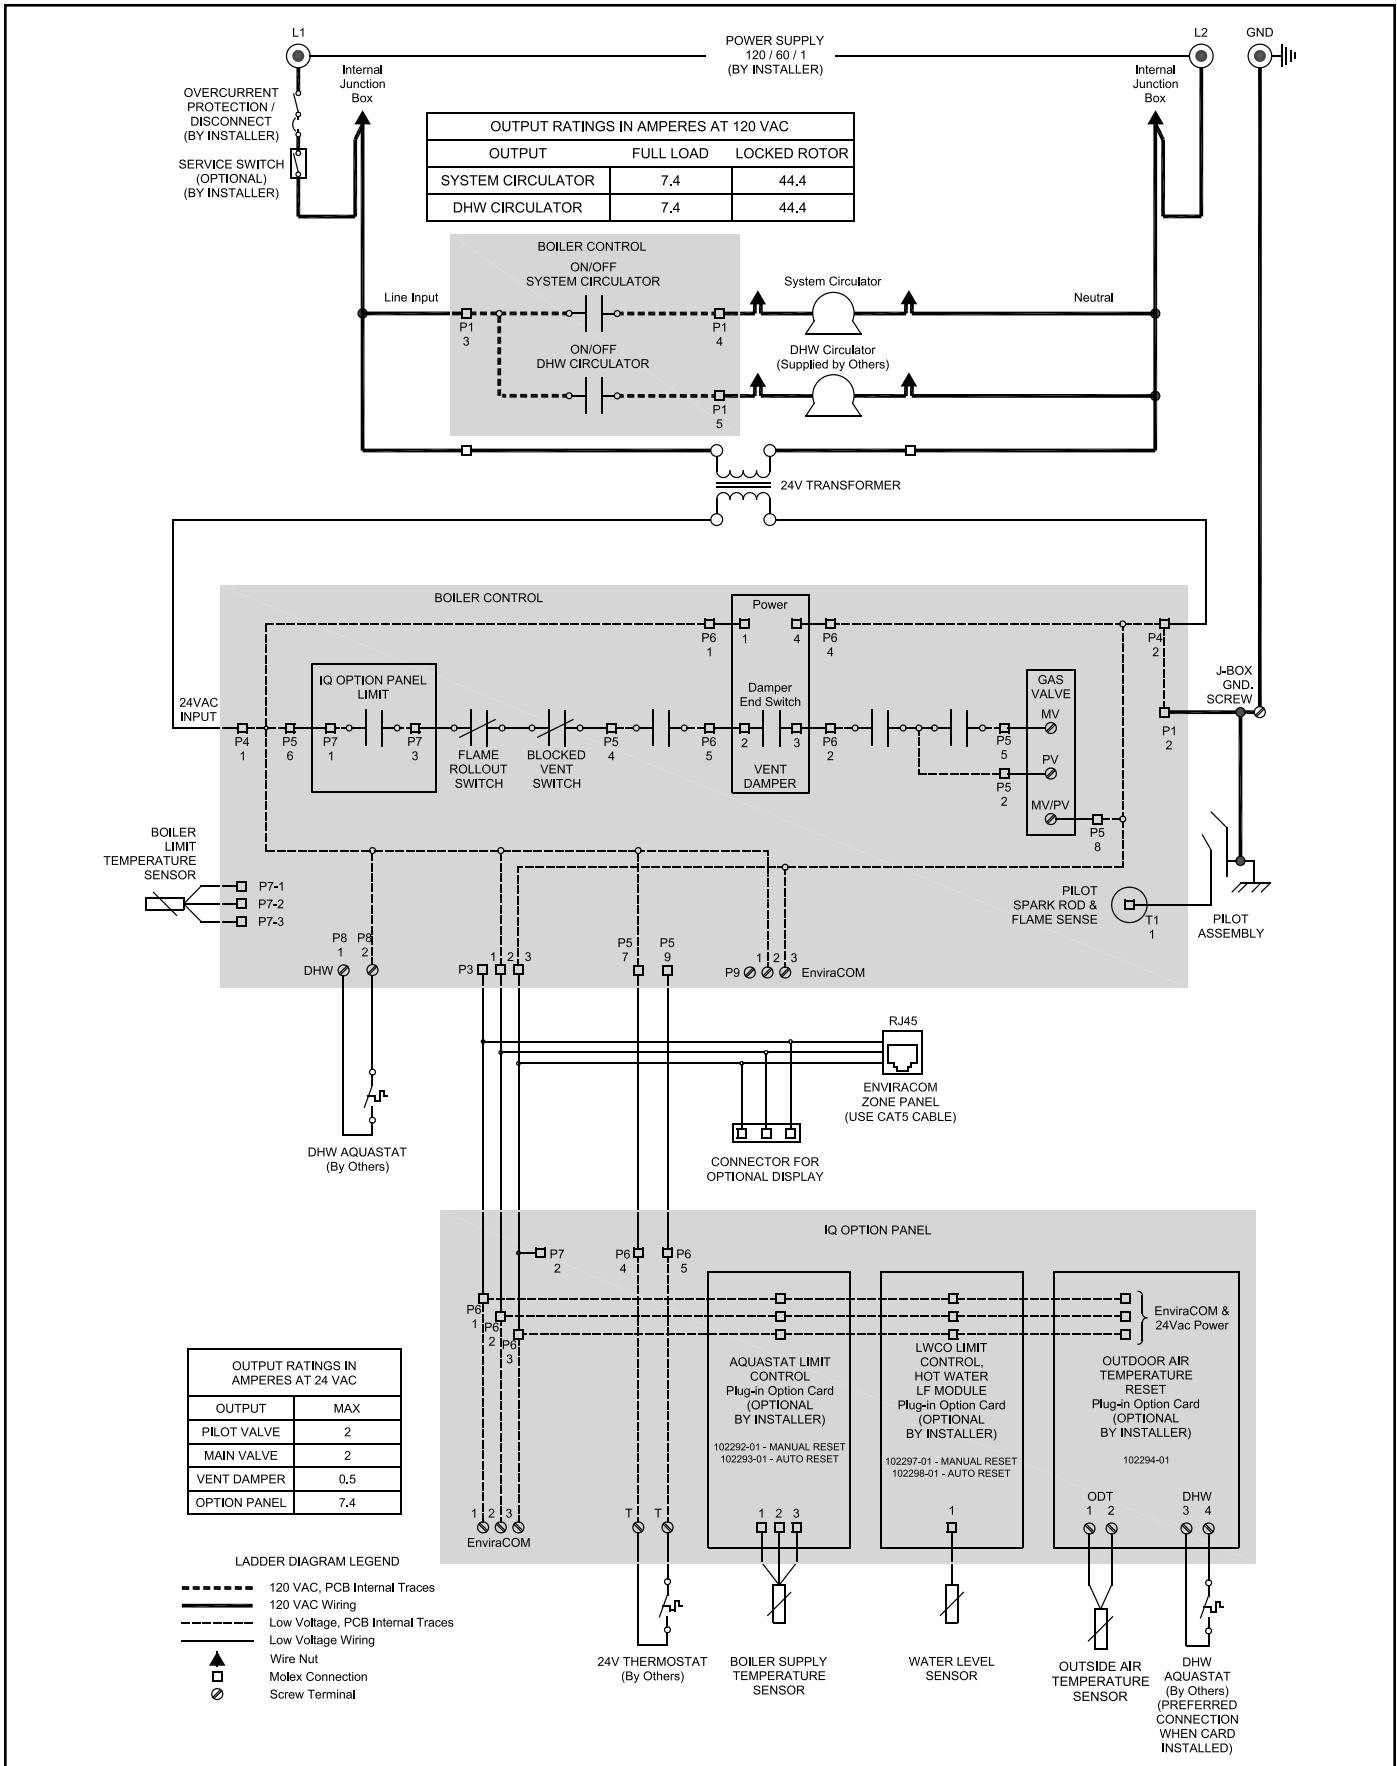 L1
POWER SUPPLY
120 / 60 / 1
(BY INSTALLER)
L2
GND
Internal
Junction
Box
Internal
Junction
Box
OVERCURRENT
PROTECTION /
DISCONNECT
(BY INSTALLER)
SERVICE SWITCH
(OPTIONAL)
(BY INSTALLER)
OUTPUT RATINGS IN AMPERES AT 120 VAC
OUTPUT FULL LOAD LOCKED ROTOR
SYSTEM CIRCULATOR 7.4 44.4
DHW CIRCULATOR 7.4 44.4
BOILER CONTROL
ON/OFF
SYSTEM CIRCULATOR
Line Input
P1
3
P1
4
System Circulator
Neutral
ON/OFF
DHW CIRCULATOR
P1
5
DHW Circulator
(Supplied by Others)
24V TRANSFORMER
BOILER CONTROL
Power
P6
1
1
4
P6
4
P4
2
24VAC
INPUT
IQ OPTION PANEL
LIMIT
Damper
End Switch
GAS
VALVE
MV
J-BOX
GND.
SCREW
P4
1
P5
6
P7
1
P7
3
FLAME
ROLLOUT
SWITCH
BLOCKED
VENT
SWITCH
P5
4
P6
5
2
3
VENT
DAMPER
P6
2
P5
5
PV
P5
2
MV/PV
P5
8
P1
2
BOILER
LIMIT
TEMPERATURE
SENSOR
P7-1
P7-2
P7-3
PILOT
SPARK ROD &
FLAME SENSE
T1
1
PILOT
ASSEMBLY
P8
1
P8
2
DHW
P3
1 2 3
P5
7
P5
9
P9
1 2 3
EnviraCOM
RJ45
ENVIRACOM
ZONE PANEL
(USE CAT5 CABLE)
DHW AQUASTAT
(By Others)
CONNECTOR FOR
OPTIONAL DISPLAY
IQ OPTION PANEL
P7
2
P6
4
P6
5
P6
1
P6
2
P6
3
EnviraCOM &
24Vac Power
AQUASTAT LIMIT
CONTROL
Plug-in Option Card
(OPTIONAL
BY INSTALLER)
102292-01 - MANUAL RESET
102293-01 - AUTO RESET
LWCO LIMIT
CONTROL,
HOT WATER
LF MODULE
Plug-in Option Card
(OPTIONAL
BY INSTALLER)
102297-01 - MANUAL RESET
102298-01 - AUTO RESET
OUTDOOR AIR
TEMPERATURE
RESET
Plug-in Option Card
(OPTIONAL
BY INSTALLER)
102294-01
OUTPUT RATINGS IN
AMPERES AT 24 VAC
OUTPUT MAX
PILOT VALVE 2
MAIN VALVE 2
VENT DAMPER 0.5
OPTION PANEL 7.4
1 2 3
EnviraCOM
T T
1 2 3
1
ODT
1 2
DHW
3 4
LADDER DIAGRAM LEGEND
120 VAC, PCB Internal Traces
120 VAC Wiring
Low Voltage, PCB Internal Traces
Low Voltage Wiring
Wire Nut
Molex Connection
Screw Terminal
24V THERMOSTAT
(By Others)
BOILER SUPPLY
TEMPERATURE
SENSOR
WATER LEVEL
SENSOR
OUTSIDE AIR
TEMPERATURE
SENSOR
DHW
AQUASTAT
(By Others)
(PREFERRED
CONNECTION
WHEN CARD
INSTALLED)